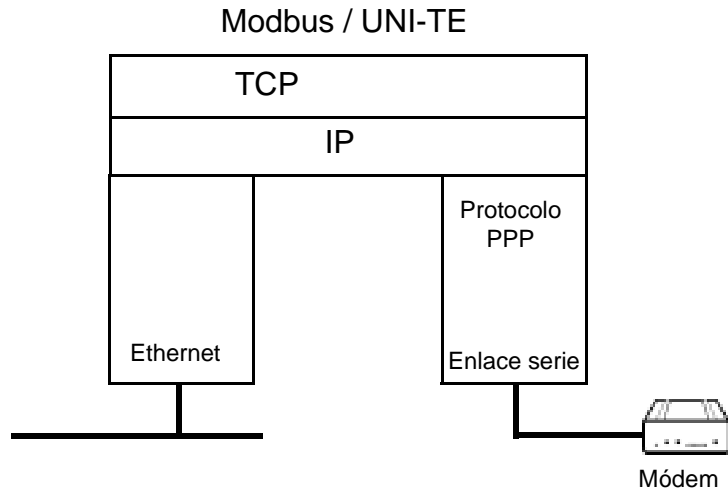 Modbus / UNI-TE
TCP
IP
Protocolo
PPP
Ethernet
Enlace serie
Módem